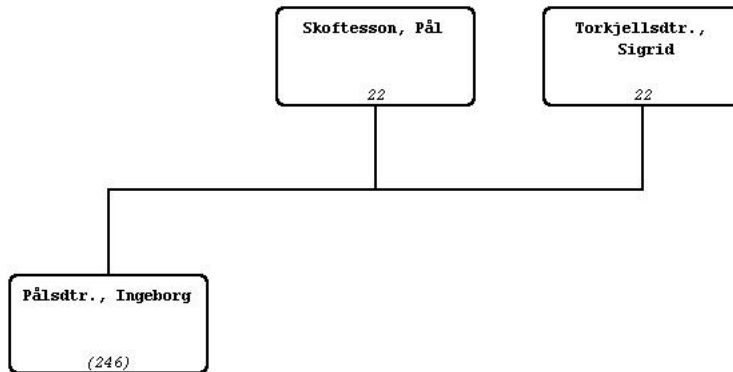 Skoftesson, Pål
22
Torkjellsdtr.,
Sigrid
22
Pålsdtr., Ingeborg
(246)